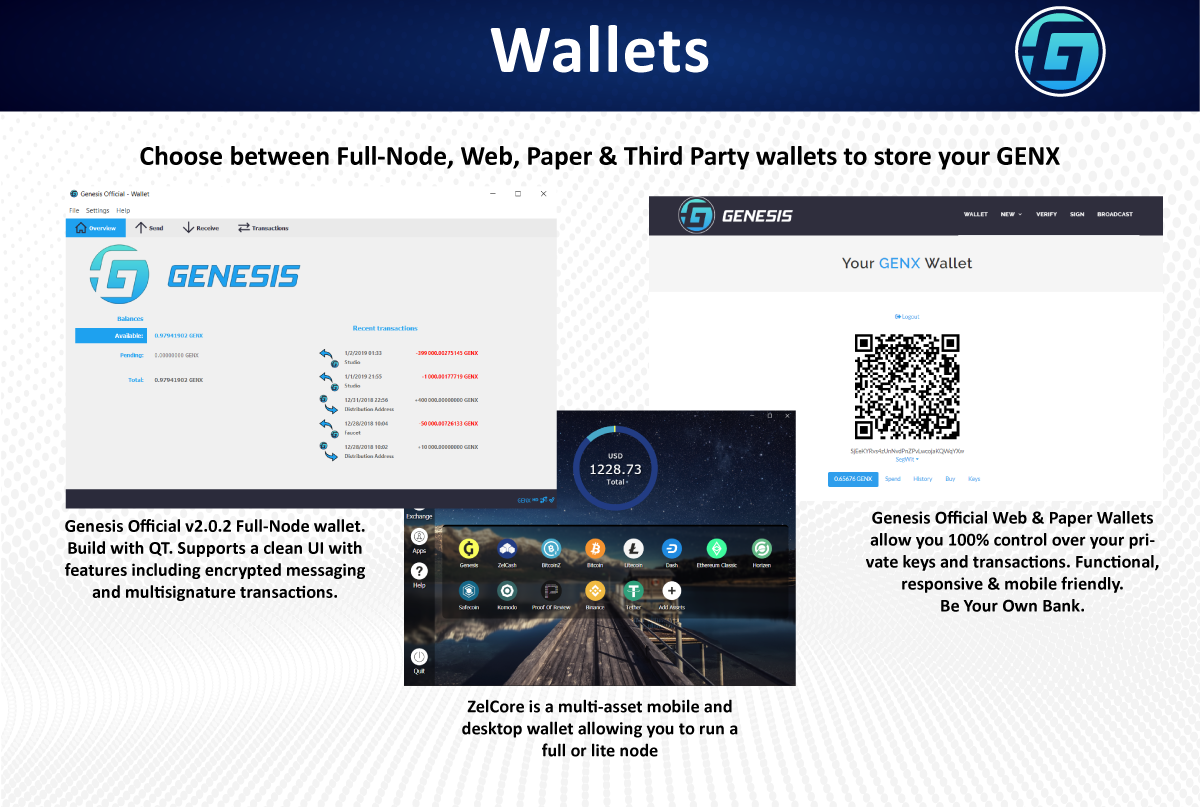 Wallets
Choose between Full-Node, Web, Paper & Third Party wallets to store your GENX
Genesis Official - Wallet
File Settings Help
Overview Send Receive Transactions
GENESIS
Balances
Available: 0.97941902 GENX
Pending: 0.00000000 GENX
Total: 0.97941902 GENX
Recent transactions
1/2/2019 01:33 -399 000.00275145 GENX
Studio
1/1/2019 21:55 -1 000.00177719 GENX
Studio
12/31/2018 22:56 +400 000.00000000 GENX
Distribution Address
12/28/2018 10:04 -50 000.00726133 GENX
Faucet
12/28/2018 10:02 +10 000.00000000 GENX
Distribution Address
GENX HD
Genesis Official v2.0.2 Full-Node wallet.
Build with QT. Supports a clean UI with
features including encrypted messaging
and multisignature transactions.
USD
1228.73
Total
Exchange
Apps
Help
Quit
Genesis ZelCash BitcoinZ Bitcoin Litecoin Dash Ethereum Classic Horizen
Safecoin Komodo Proof Of Review Binance Tether Add Assets
ZelCore is a multi-asset mobile and
desktop wallet allowing you to run a
full or lite node
GENESIS
WALLET NEW VERIFY SIGN BROADCAST
Your GENX Wallet
Logout
SegWit
0.65676 GENX Spend History Buy Keys
Genesis Official Web & Paper Wallets
allow you 100% control over your pri-
vate keys and transactions. Functional,
responsive & mobile friendly.
Be Your Own Bank.